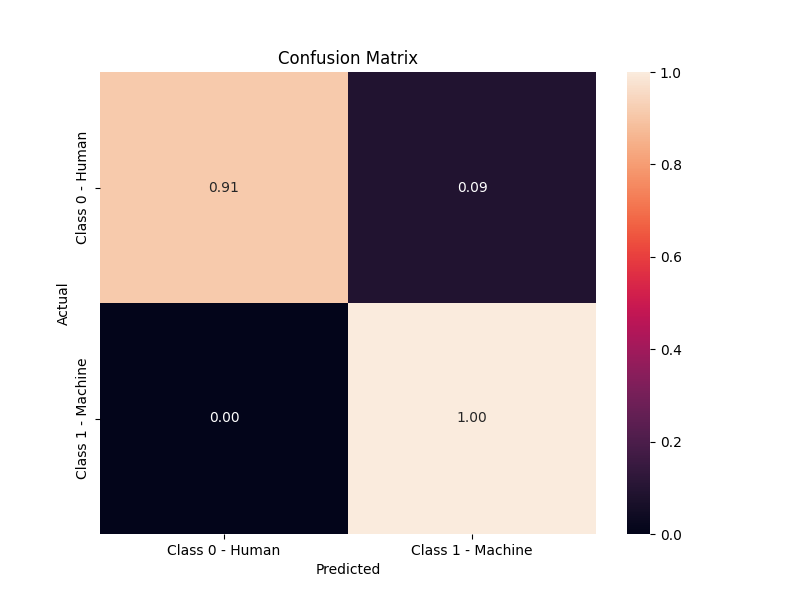 Confusion Matrix
Actual
Class 0 - Human
Class 1 - Machine
0.91
0.09
0.00
1.00
Class 0 - Human
Class 1 - Machine
Predicted
1.0
0.8
0.6
0.4
0.2
0.0